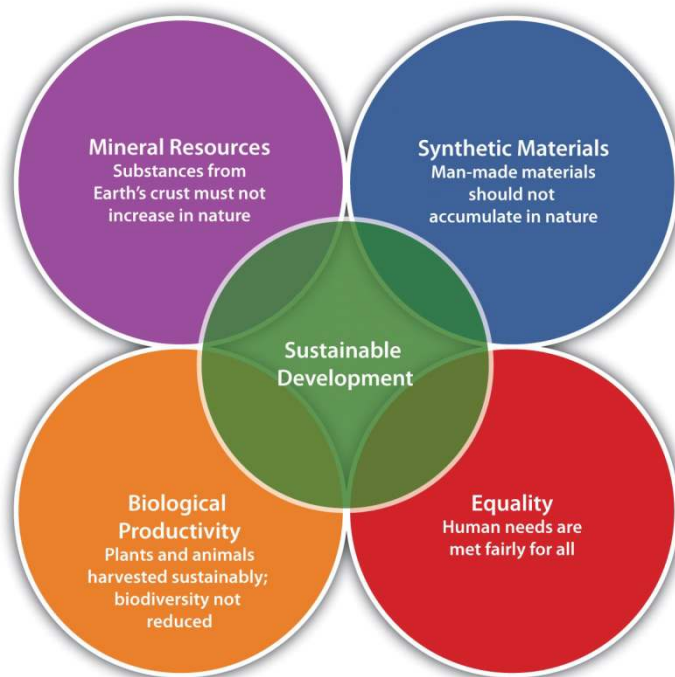 Mineral Resources
Substances from
Earth's crust must not
increase in nature
Synthetic Materials
Man-made materials
should not
accumulate in nature
Sustainable
Development
Biological
Productivity
Plants and animals
harvested sustainably;
biodiversity not
reduced
Equality
Human needs are
met fairly for all